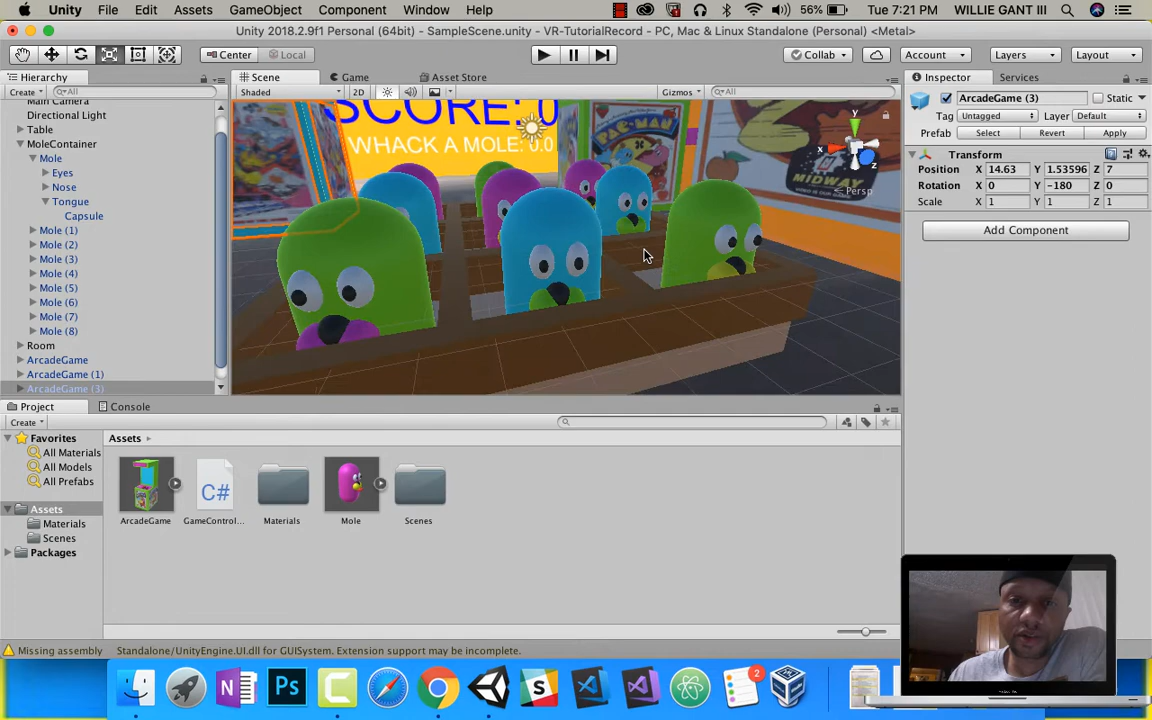 Unity File Edit Assets GameObject Component Window Help 56% Tue 7:21 PM WILLIE GANT III
Unity 2018.2.9f1 Personal (64bit) - SampleScene.unity - VR-TutorialRecord - PC, Mac & Linux Standalone (Personal) <Metal>
Center Local Collab Account Layers Layout
Hierarchy Scene Game Asset Store Inspector Services
Create All Shaded 2D Gizmos All
Main Camera
Directional Light
Table
MoleContainer
Mole
Eyes
Nose
Tongue
Capsule
Mole (1)
Mole (2)
Mole (3)
Mole (4)
Mole (5)
Mole (6)
Mole (7)
Mole (8)
Room
ArcadeGame
ArcadeGame (1)
ArcadeGame (3)
SCORE: 0
WHACK A MOLE: 0.0
PAC-MAN
MIDWAY
y
x
z
Persp
ArcadeGame (3) Static
Tag Untagged Layer Default
Prefab Select Revert Apply
Transform
Position X 14.63 Y 1.53596 Z 7
Rotation X 0 Y -180 Z 0
Scale X 1 Y 1 Z 1
Add Component
Project Console
Create
Favorites
All Materials
All Models
All Prefabs
Assets
Materials
Scenes
Packages
Assets
C#
ArcadeGame GameControl... Materials Mole Scenes
Missing assembly Standalone/UnityEngine.UI.dll for GUISystem. Extension support may be incomplete.
N Ps C S 2